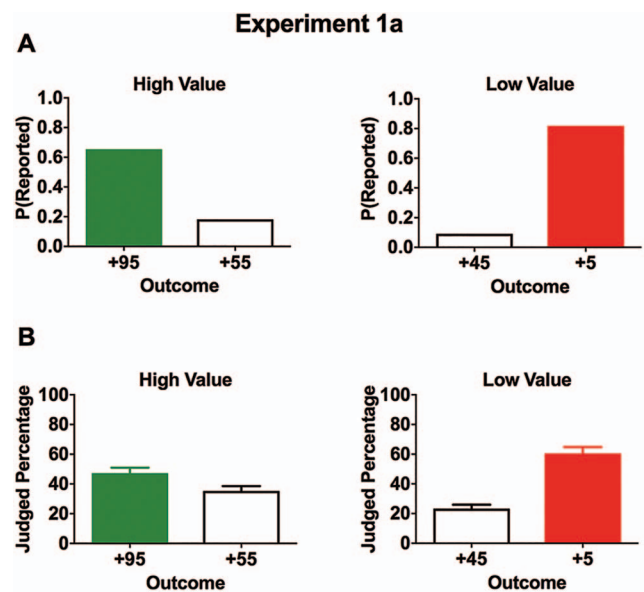 Experiment 1a
A
High Value
P(Reported)
1.0
0.8
0.6
0.4
0.2
0.0
+95 +55
Outcome
Low Value
P(Reported)
1.0
0.8
0.6
0.4
0.2
0.0
+45 +5
Outcome
B
High Value
Judged Percentage
100
80
60
40
20
0
+95 +55
Outcome
Low Value
Judged Percentage
100
80
60
40
20
0
+45 +5
Outcome